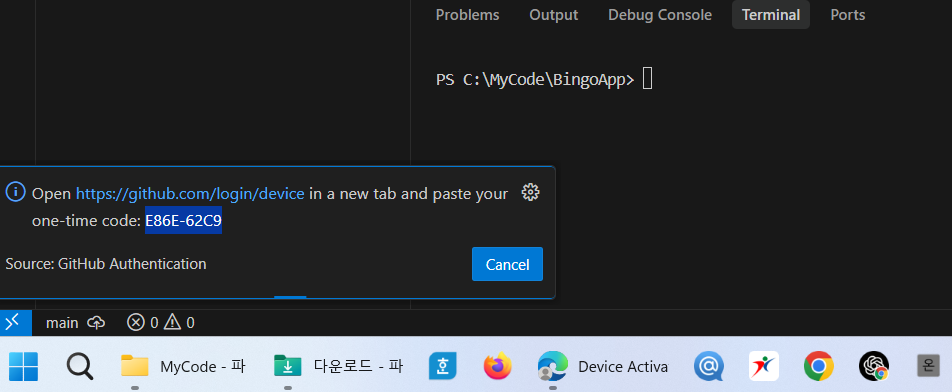 Problems Output Debug Console Terminal Ports
PS C:\MyCode\BingoApp>
Open https://github.com/login/device in a new tab and paste your
one-time code: E86E-62C9
Source: GitHub Authentication
Cancel
main 0 0
MyCode - 파 다운로드 - 파 호 Device Activa 온